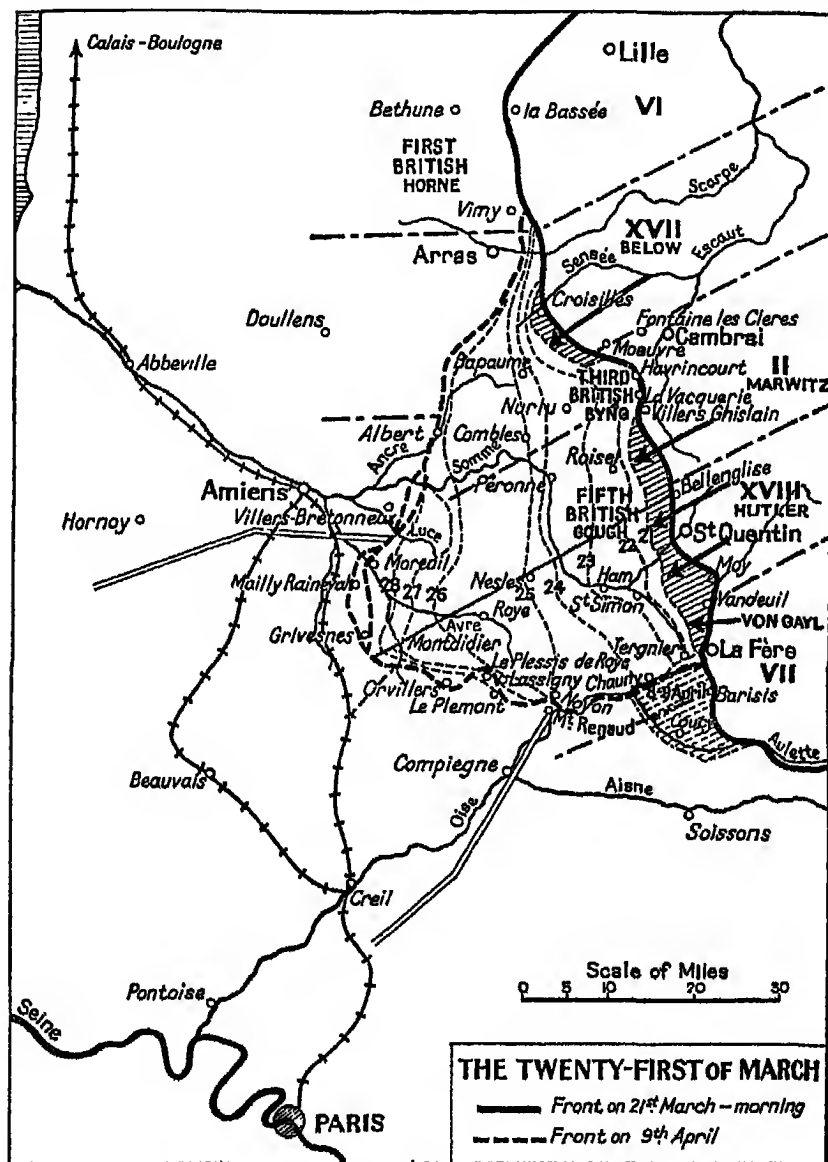 Calais-Boulogne
Lille
Bethune
la Bassée
VI
FIRST
BRITISH
HORNE
Scarpe
Vimy
XVII
BELOW
Escaut
Arras
Sensée
Croisilles
Doullens
Fontaine les Cleres
Cambrai
Abbeville
Moeuvre
Bapaume
Havrincourt
II
MARWITZ
THIRD
BRITISH
BYNG
La Vacquerie
Nurlu
Villers Ghislain
Albert
Combles
Ancre
Somme
Roisel
Bellenglise
Péronne
Amiens
XVIII
HUTLER
Hornoy
Villers-Bretonneux
Luce
FIFTH
BRITISH
GOUGH
St Quentin
21
22
23
24
25
26
27
28
Moreuil
Moy
Mailly Raineval
Nesles
Ham
St Simon
Vandeuil
Roye
Avre
VON GAYL
Grivesnes
Montdidier
Tergnier
La Fère
VII
Le Plessis de Roye
Lassigny
Chauny
Orvillers
Le Plemont
Noyon
Barisis
Mt Renaud
Coucy
Aulette
Compiegne
Beauvais
Aisne
Oise
Soissons
Creil
Scale of Miles
0 5 10 20 30
Pontoise
Seine
PARIS
THE TWENTY-FIRST OF MARCH
Front on 21st March - morning
Front on 9th April